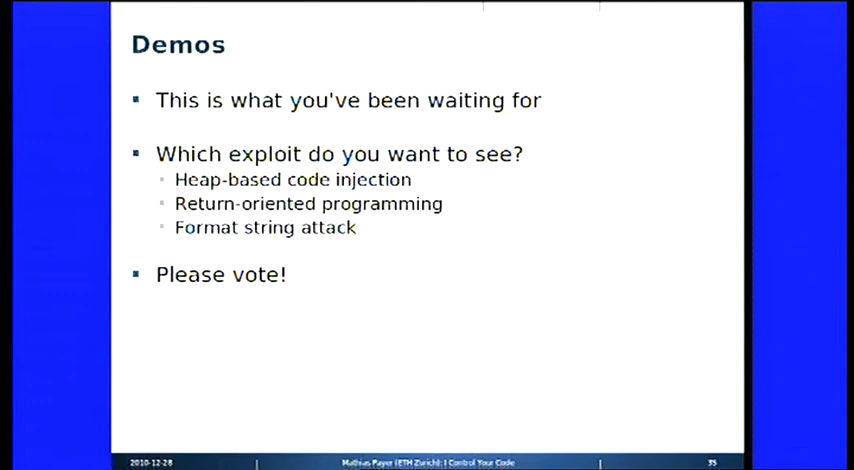 Demos
This is what you've been waiting for
Which exploit do you want to see?
Heap-based code injection
Return-oriented programming
Format string attack
Please vote!
2010-12-28
Mathias Payer (ETH Zurich): I Control Your Code
35